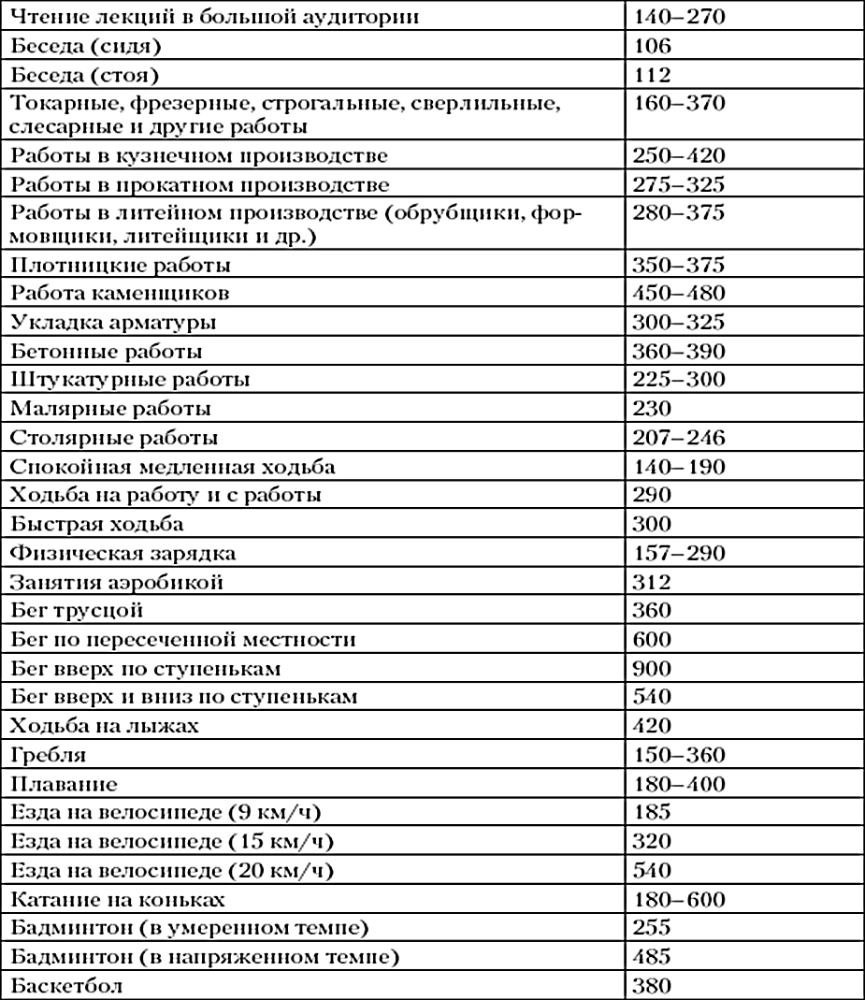 Чтение лекций в большой аудитории 140–270
Беседа (сидя) 106
Беседа (стоя) 112
Токарные, фрезерные, строгальные, сверлильные, 160–370
слесарные и другие работы
Работы в кузнечном производстве 250–420
Работы в прокатном производстве 275–325
Работы в литейном производстве (обрубщики, фор- 280–375
мовщики, литейщики и др.)
Плотницкие работы 350–375
Работа каменщиков 450–480
Укладка арматуры 300–325
Бетонные работы 360–390
Штукатурные работы 225–300
Малярные работы 230
Столярные работы 207–246
Спокойная медленная ходьба 140–190
Ходьба на работу и с работы 290
Быстрая ходьба 300
Физическая зарядка 157–290
Занятия аэробикой 312
Бег трусцой 360
Бег по пересеченной местности 600
Бег вверх по ступенькам 900
Бег вверх и вниз по ступенькам 540
Ходьба на лыжах 420
Гребля 150–360
Плавание 180–400
Езда на велосипеде (9 км/ч) 185
Езда на велосипеде (15 км/ч) 320
Езда на велосипеде (20 км/ч) 540
Катание на коньках 180–600
Бадминтон (в умеренном темпе) 255
Бадминтон (в напряженном темпе) 485
Баскетбол 380